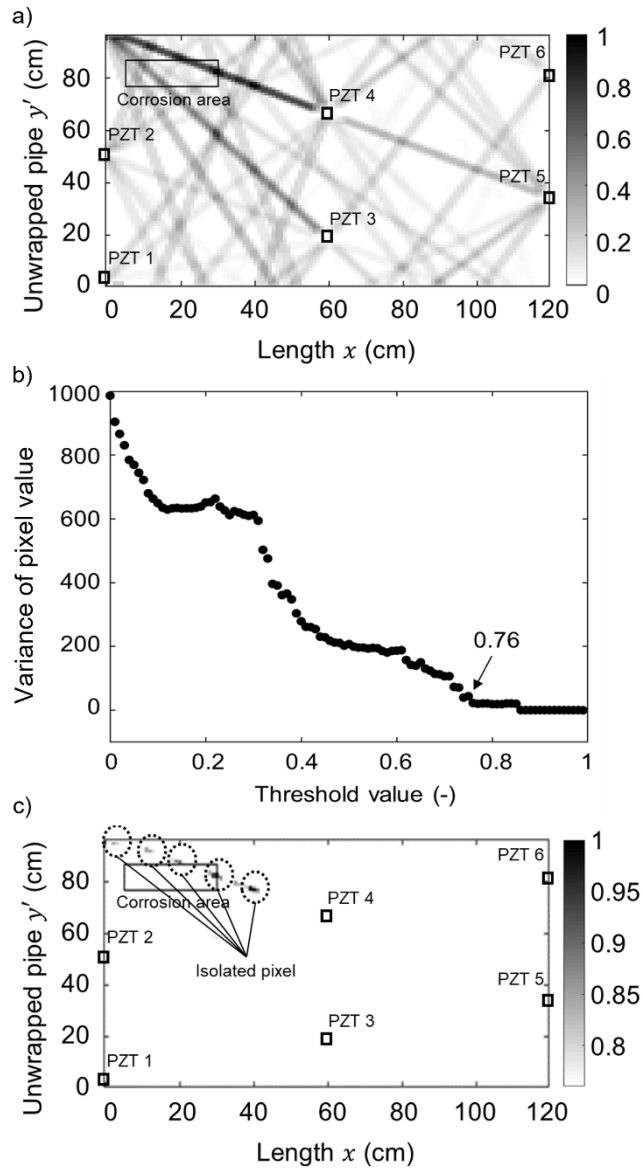 a)
Unwrapped pipe y′ (cm)
80
60
40
20
0
PZT 6
Corrosion area
PZT 4
PZT 2
PZT 5
PZT 3
PZT 1
0 20 40 60 80 100 120
Length x (cm)
1
0.8
0.6
0.4
0.2
0
b)
Variance of pixel value
1000
800
600
400
200
0
0.76
0 0.2 0.4 0.6 0.8 1
Threshold value (-)
c)
Unwrapped pipe y′ (cm)
80
60
40
20
0
PZT 6
Corrosion area
PZT 4
PZT 2
Isolated pixel
PZT 5
PZT 3
PZT 1
0 20 40 60 80 100 120
Length x (cm)
1
0.95
0.9
0.85
0.8